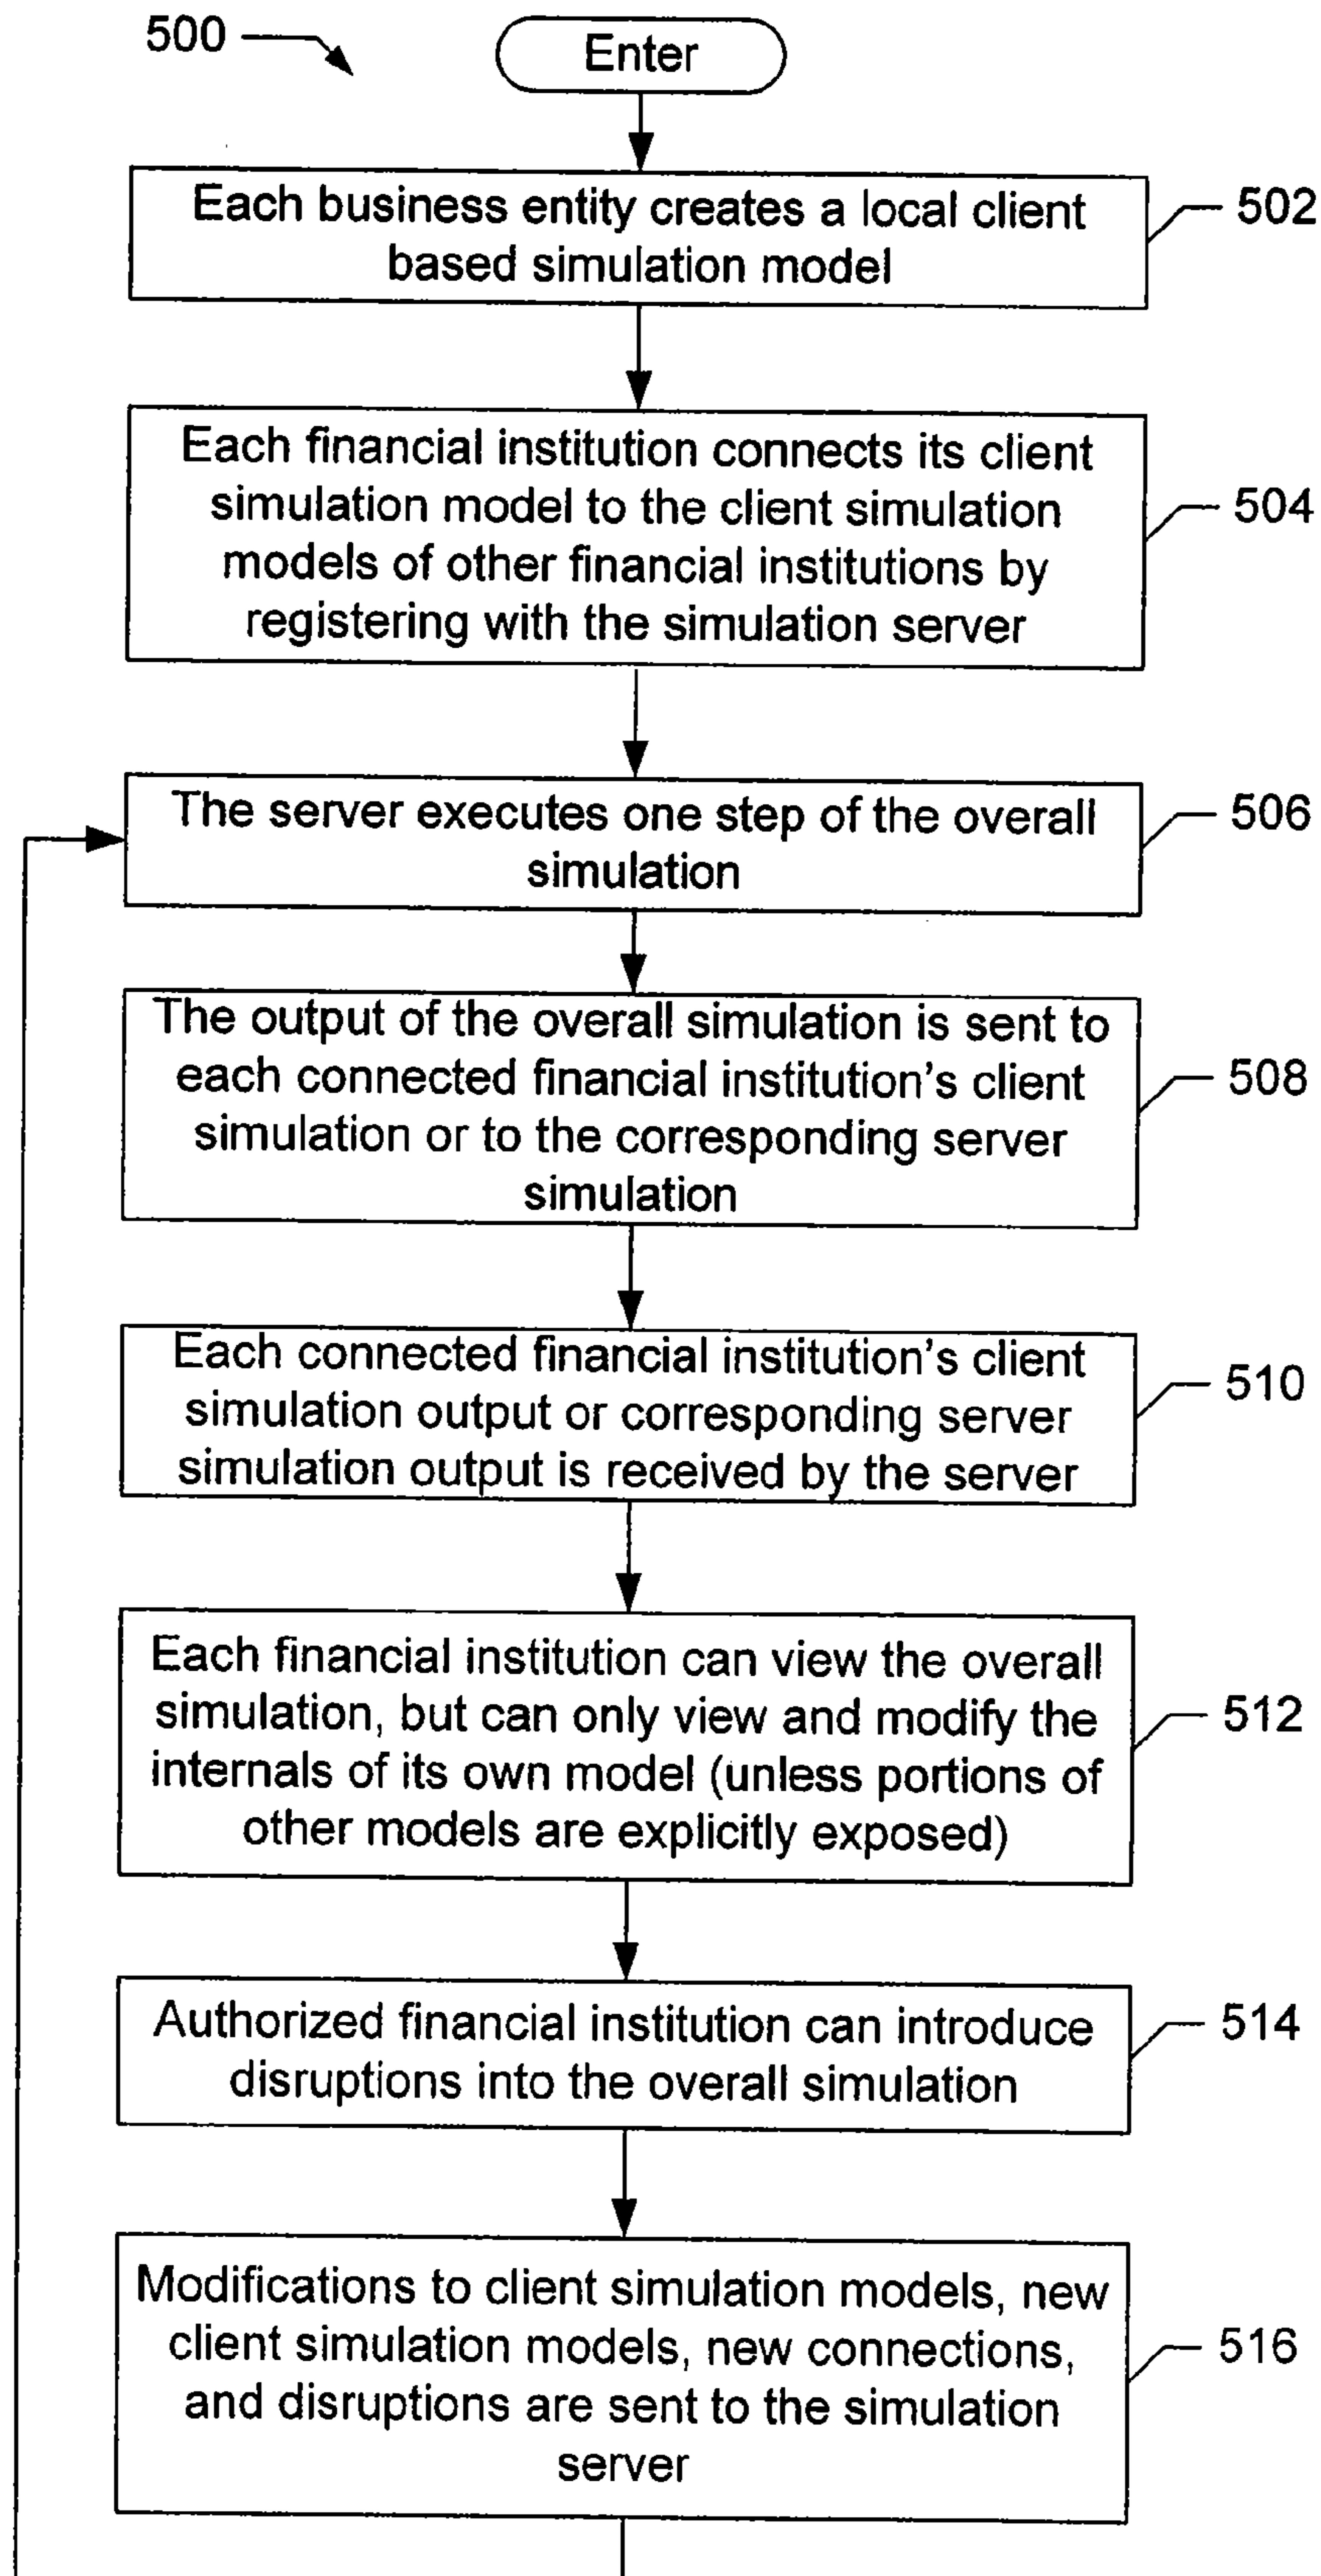 500
Enter
Each business entity creates a local client
based simulation model
502
Each financial institution connects its client
simulation model to the client simulation
models of other financial institutions by
registering with the simulation server
504
The server executes one step of the overall
simulation
506
The output of the overall simulation is sent to
each connected financial institution's client
simulation or to the corresponding server
simulation
508
Each connected financial institution's client
simulation output or corresponding server
simulation output is received by the server
510
Each financial institution can view the overall
simulation, but can only view and modify the
internals of its own model (unless portions of
other models are explicitly exposed)
512
Authorized financial institution can introduce
disruptions into the overall simulation
514
Modifications to client simulation models, new
client simulation models, new connections,
and disruptions are sent to the simulation
server
516